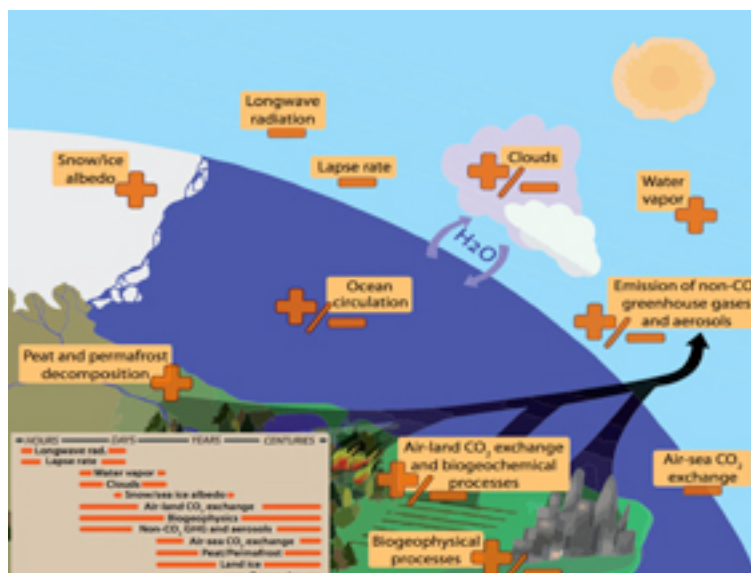 Longwave
radiation
Snow/ice
albedo
Lapse rate
Clouds
Water
vapor
H2O
Ocean
circulation
Emission of non-CO
greenhouse gases
and aerosols
Peat and permafrost
decomposition
HOURS DAYS YEARS CENTURIES
Longwave rad.
Lapse rate
Water vapor
Clouds
Snow/sea ice albedo
Air-land CO₂ exchange
Biogeophysics
Non-CO₂ GHG and aerosols
Air-sea CO₂ exchange
Peat/Permafrost
Land ice
Air-land CO₂ exchange
and biogeochemical
processes
Air-sea CO₂
exchange
Biogeophysical
processes